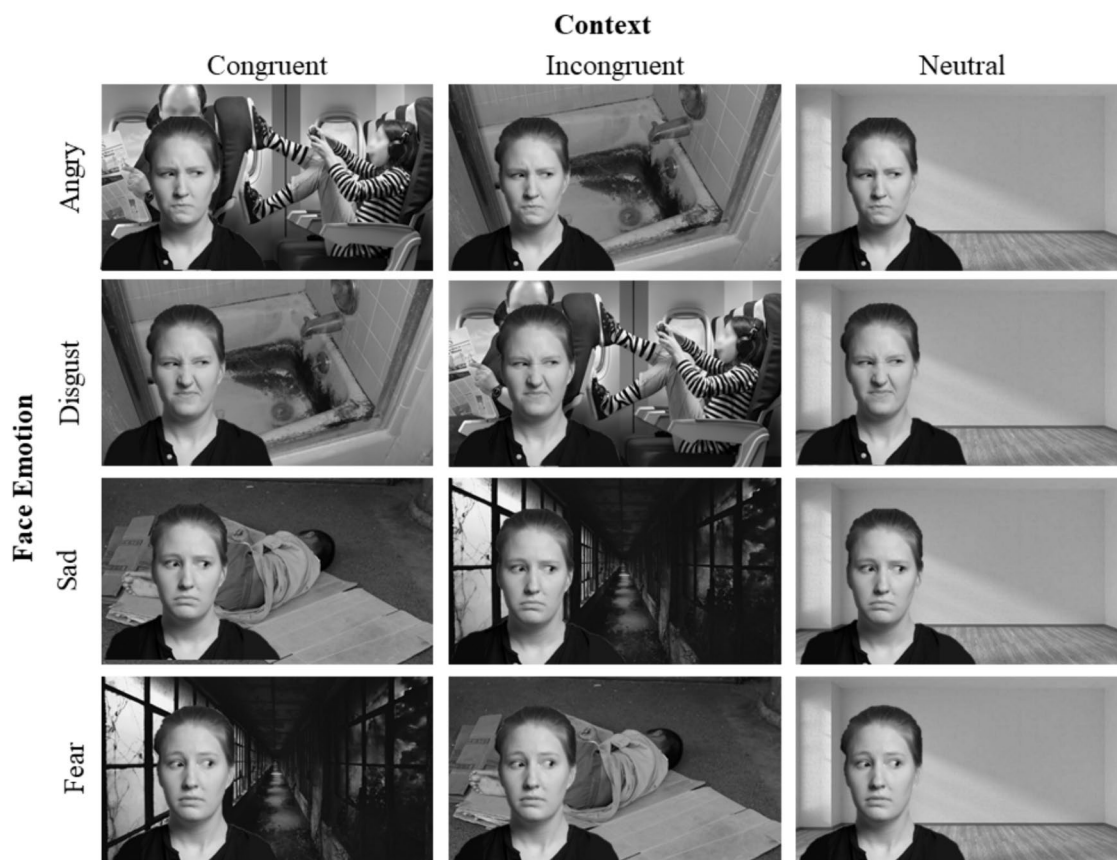 Context
Congruent Incongruent Neutral
Face Emotion
Angry
Disgust
Sad
Fear